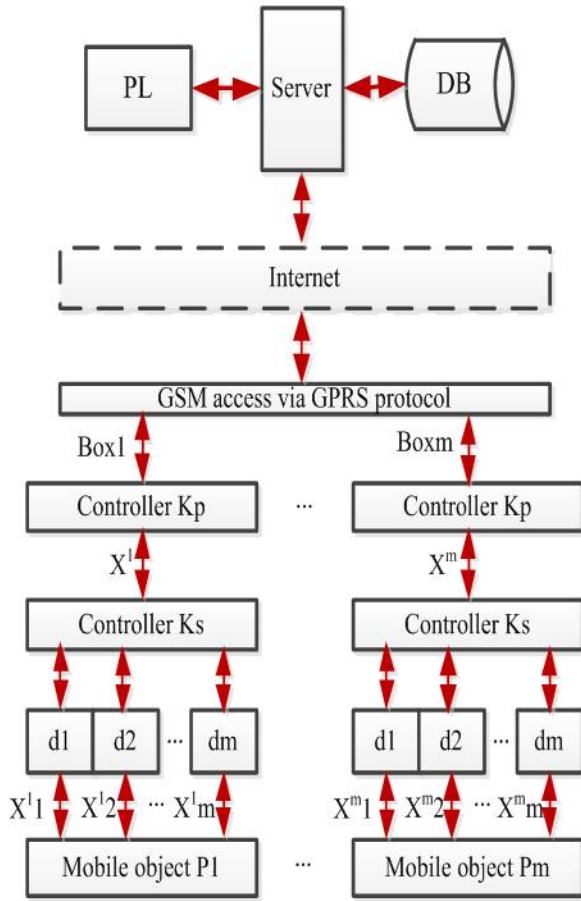 PL
Server
DB
Internet
GSM access via GPRS protocol
Box1
Boxm
Controller Kp
...
Controller Kp
X¹
Xᵐ
Controller Ks
Controller Ks
d1
d2
...
dm
d1
d2
...
dm
X¹1
X¹2
...
X¹m
Xᵐ1
Xᵐ2
...
Xᵐm
Mobile object P1
...
Mobile object Pm